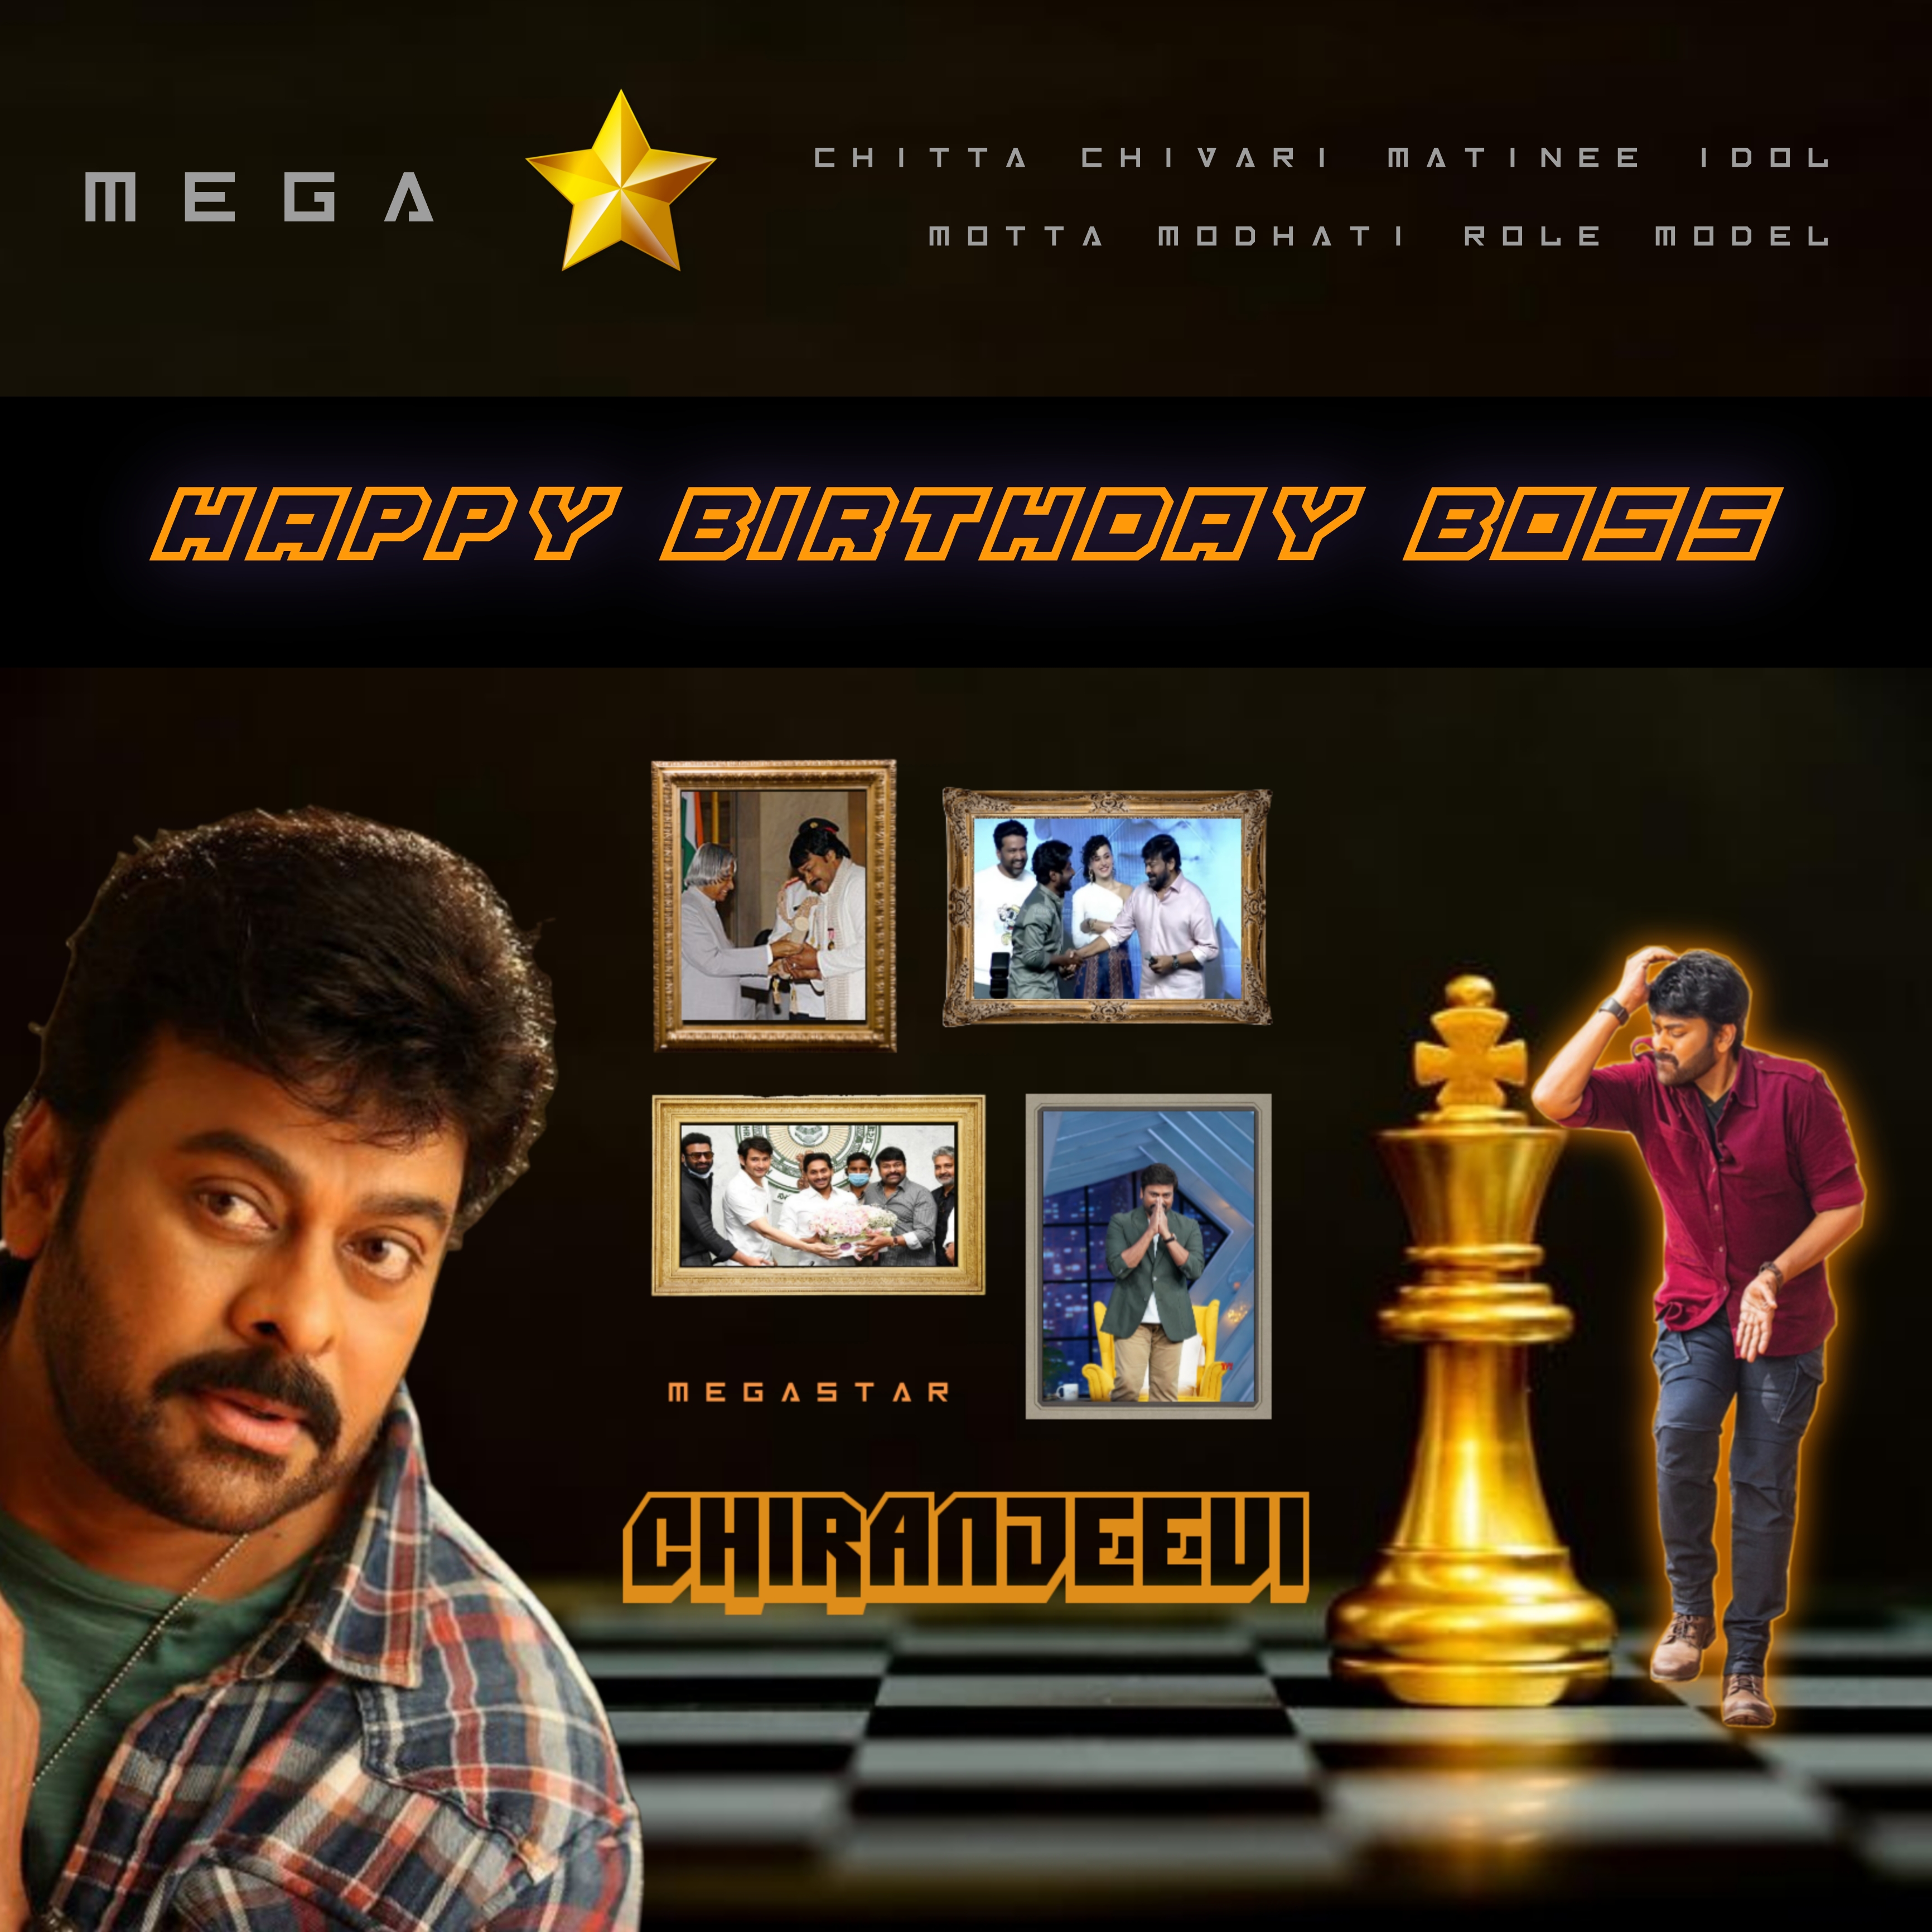 MEGA
CHITTA CHIVARI MATINEE IDOL
MOTTA MODHATI ROLE MODEL
HAPPY BIRTHDAY BOSS
MEGASTAR
CHIRANJEEVI